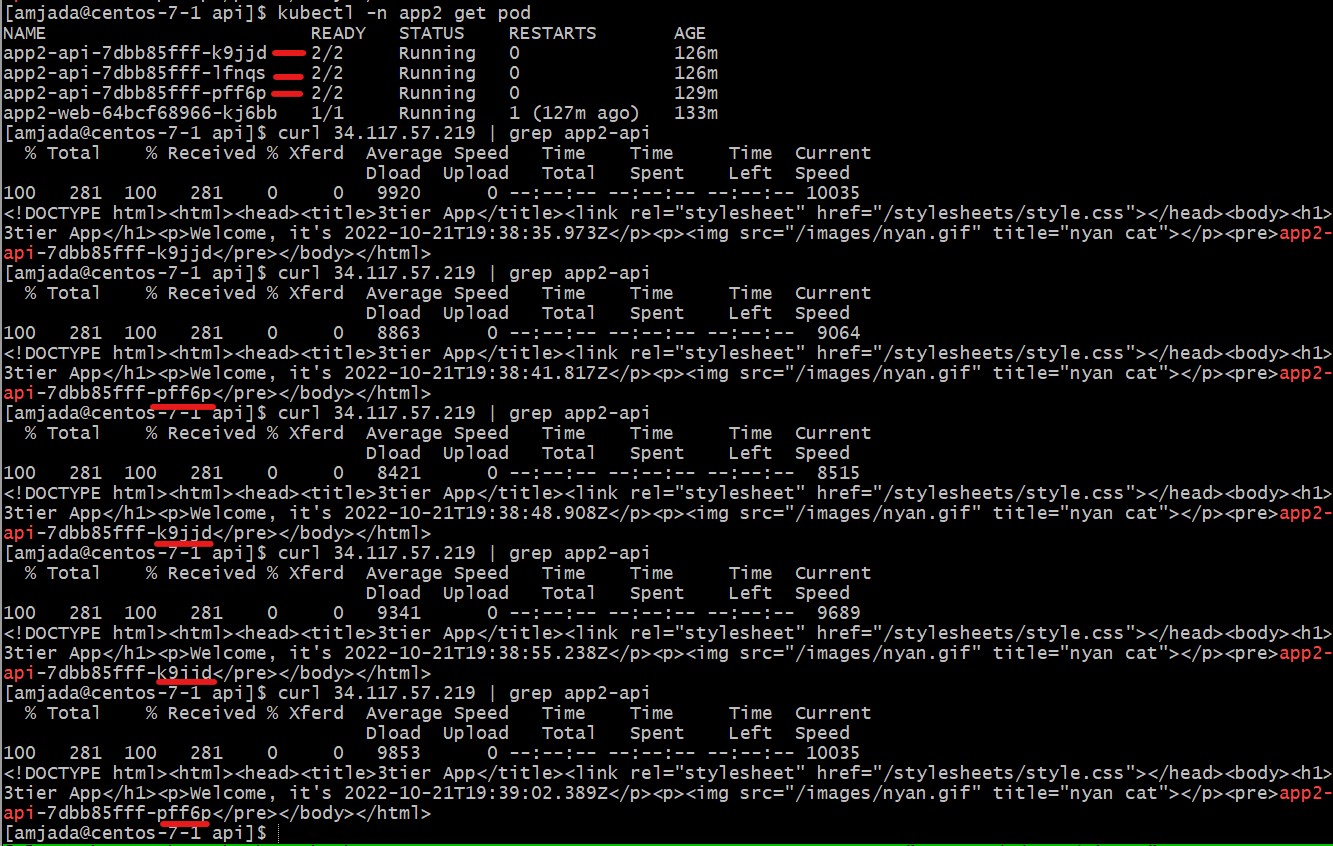 [amjada@centos-7-1 api]$ kubectl -n app2 get pod
NAME READY STATUS RESTARTS AGE
app2-api-7dbb85fff-k9jjd 2/2 Running 0 126m
app2-api-7dbb85fff-lfnqs 2/2 Running 0 126m
app2-api-7dbb85fff-pff6p 2/2 Running 0 129m
app2-web-64bcf68966-kj6bb 1/1 Running 1 (127m ago) 133m
[amjada@centos-7-1 api]$ curl 34.117.57.219 | grep app2-api
% Total % Received % Xferd Average Speed Time Time Time Current
Dload Upload Total Spent Left Speed
100 281 100 281 0 0 9920 0 --:--:-- --:--:-- --:--:-- 10035
<!DOCTYPE html><html><head><title>3tier App</title><link rel="stylesheet" href="/stylesheets/style.css"></head><body><h1>
3tier App</h1><p>Welcome, it's 2022-10-21T19:38:35.973Z</p><p><img src="/images/nyan.gif" title="nyan cat"></p><pre>app2-
api-7dbb85fff-k9jjd</pre></body></html>
[amjada@centos-7-1 api]$ curl 34.117.57.219 | grep app2-api
% Total % Received % Xferd Average Speed Time Time Time Current
Dload Upload Total Spent Left Speed
100 281 100 281 0 0 8863 0 --:--:-- --:--:-- --:--:-- 9064
<!DOCTYPE html><html><head><title>3tier App</title><link rel="stylesheet" href="/stylesheets/style.css"></head><body><h1>
3tier App</h1><p>Welcome, it's 2022-10-21T19:38:41.817Z</p><p><img src="/images/nyan.gif" title="nyan cat"></p><pre>app2-
api-7dbb85fff-pff6p</pre></body></html>
[amjada@centos-7-1 api]$ curl 34.117.57.219 | grep app2-api
% Total % Received % Xferd Average Speed Time Time Time Current
Dload Upload Total Spent Left Speed
100 281 100 281 0 0 8421 0 --:--:-- --:--:-- --:--:-- 8515
<!DOCTYPE html><html><head><title>3tier App</title><link rel="stylesheet" href="/stylesheets/style.css"></head><body><h1>
3tier App</h1><p>Welcome, it's 2022-10-21T19:38:48.908Z</p><p><img src="/images/nyan.gif" title="nyan cat"></p><pre>app2-
api-7dbb85fff-k9jjd</pre></body></html>
[amjada@centos-7-1 api]$ curl 34.117.57.219 | grep app2-api
% Total % Received % Xferd Average Speed Time Time Time Current
Dload Upload Total Spent Left Speed
100 281 100 281 0 0 9341 0 --:--:-- --:--:-- --:--:-- 9689
<!DOCTYPE html><html><head><title>3tier App</title><link rel="stylesheet" href="/stylesheets/style.css"></head><body><h1>
3tier App</h1><p>Welcome, it's 2022-10-21T19:38:55.238Z</p><p><img src="/images/nyan.gif" title="nyan cat"></p><pre>app2-
api-7dbb85fff-k9jjd</pre></body></html>
[amjada@centos-7-1 api]$ curl 34.117.57.219 | grep app2-api
% Total % Received % Xferd Average Speed Time Time Time Current
Dload Upload Total Spent Left Speed
100 281 100 281 0 0 9853 0 --:--:-- --:--:-- --:--:-- 10035
<!DOCTYPE html><html><head><title>3tier App</title><link rel="stylesheet" href="/stylesheets/style.css"></head><body><h1>
3tier App</h1><p>Welcome, it's 2022-10-21T19:39:02.389Z</p><p><img src="/images/nyan.gif" title="nyan cat"></p><pre>app2-
api-7dbb85fff-pff6p</pre></body></html>
[amjada@centos-7-1 api]$